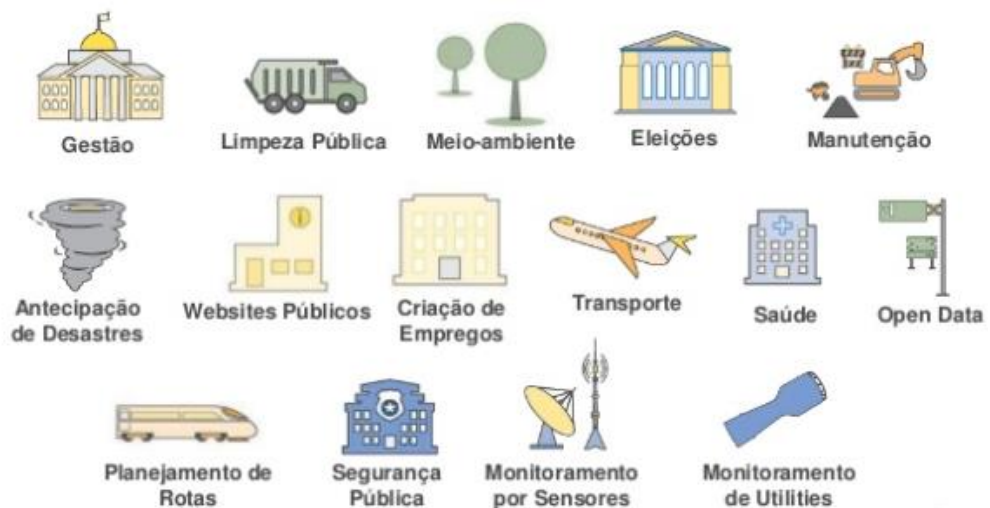 Gestão
Limpeza Pública
Meio-ambiente
Eleições
Manutenção
Antecipação
de Desastres
Websites Públicos
Criação de
Empregos
Transporte
Saúde
Open Data
Planejamento de
Rotas
Segurança
Pública
Monitoramento
por Sensores
Monitoramento
de Utilities